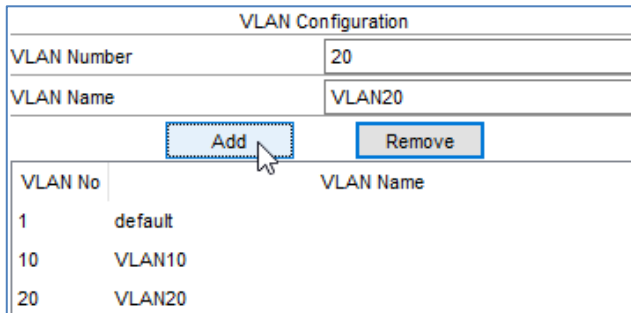 VLAN Configuration
VLAN Number 20
VLAN Name VLAN20
Add Remove
VLAN No VLAN Name
1 default
10 VLAN10
20 VLAN20